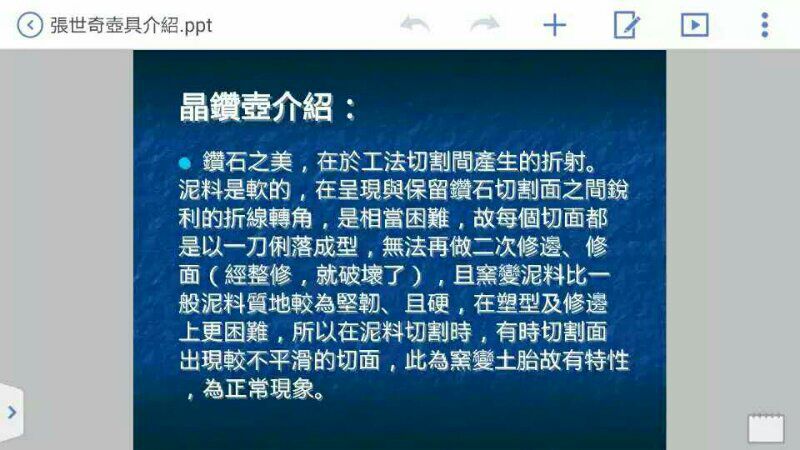 張世奇壺具介紹.ppt
晶鑽壺介紹：
鑽石之美，在於工法切割間產生的折射。
泥料是軟的，在呈現與保留鑽石切割面之間銳
利的折線轉角，是相當困難，故每個切面都
是以一刀俐落成型，無法再做二次修邊、修
面（經整修，就破壞了），且窯變泥料比一
般泥料質地較為堅韌、且硬，在塑型及修邊
上更困難，所以在泥料切割時，有時切割面
出現較不平滑的切面，此為窯變土胎故有特性
，為正常現象。